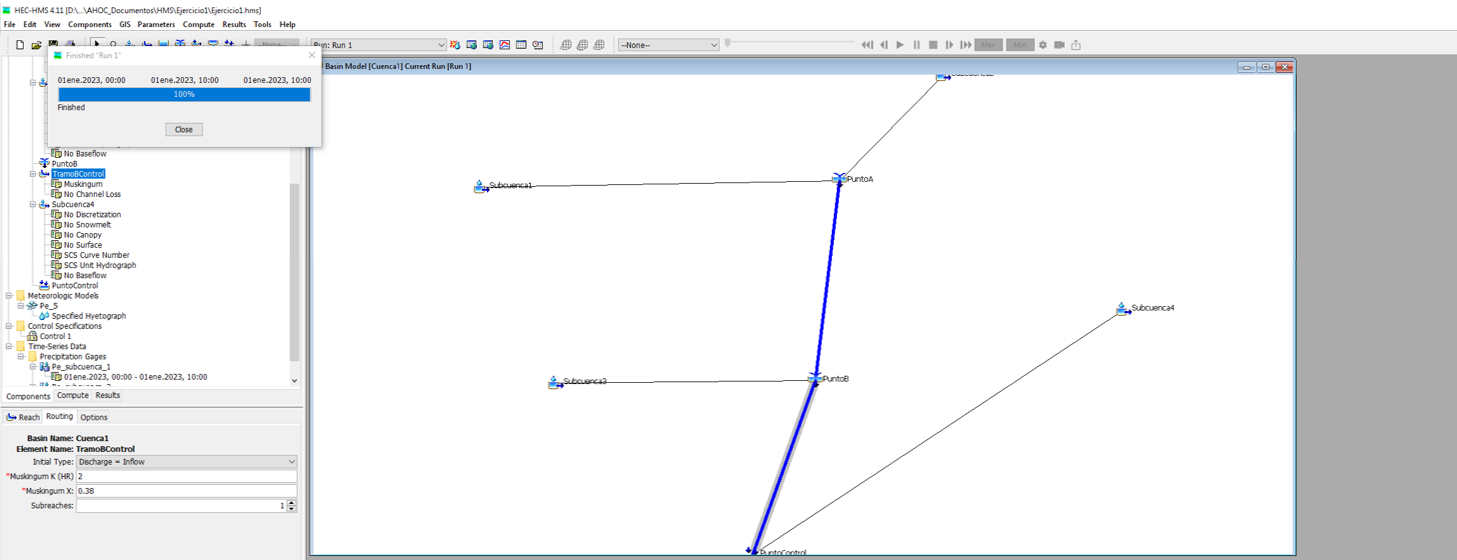 HEC-HMS 4.11 [D:\...\AHOC_Documentos\HMS\Ejercicio1\Ejercicio1.hms]
File Edit View Components GIS Parameters Compute Results Tools Help
--None--
Run: Run 1
--None--
Max
Min
Finished "Run 1"
01ene.2023, 00:00 01ene.2023, 10:00 01ene.2023, 10:00
100%
Finished
Close
No Baseflow
PuntoB
TramoBControl
Muskingum
No Channel Loss
Subcuenca4
No Discretization
No Snowmelt
No Canopy
No Surface
SCS Curve Number
SCS Unit Hydrograph
No Baseflow
PuntoControl
Meteorologic Models
Pe_5
Specified Hyetograph
Control Specifications
Control 1
Time-Series Data
Precipitation Gages
Pe_subcuenca_1
01ene.2023, 00:00 - 01ene.2023, 10:00
Components Compute Results
Reach Routing Options
Basin Name: Cuenca1
Element Name: TramoBControl
Initial Type: Discharge = Inflow
*Muskingum K (HR) 2
*Muskingum X: 0.38
Subreaches: 1
Basin Model [Cuenca1] Current Run [Run 1]
Subcuenca2
PuntoA
Subcuenca1
Subcuenca4
Subcuenca3
PuntoB
PuntoControl